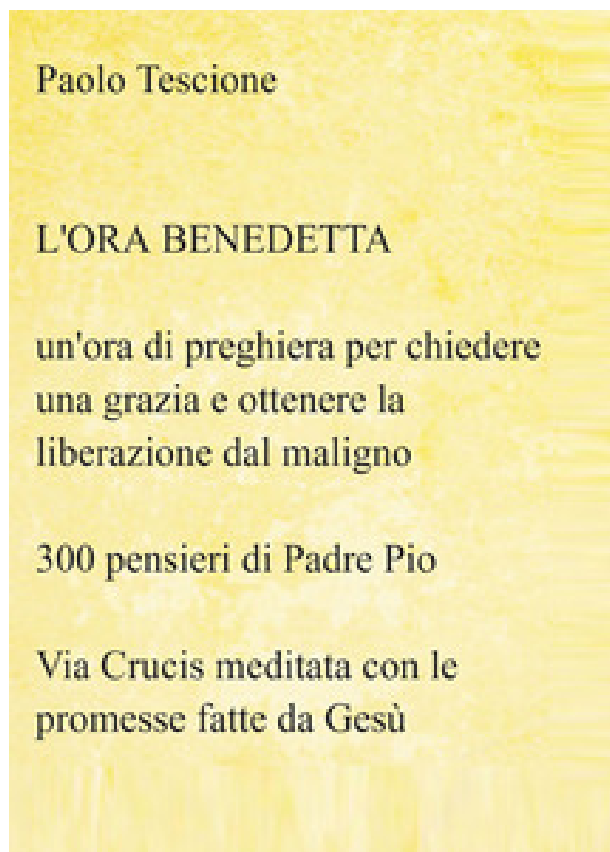 Paolo Tescione
L'ORA BENEDETTA
un'ora di preghiera per chiedere
una grazia e ottenere la
liberazione dal maligno
300 pensieri di Padre Pio
Via Crucis meditata con le
promesse fatte da Gesù